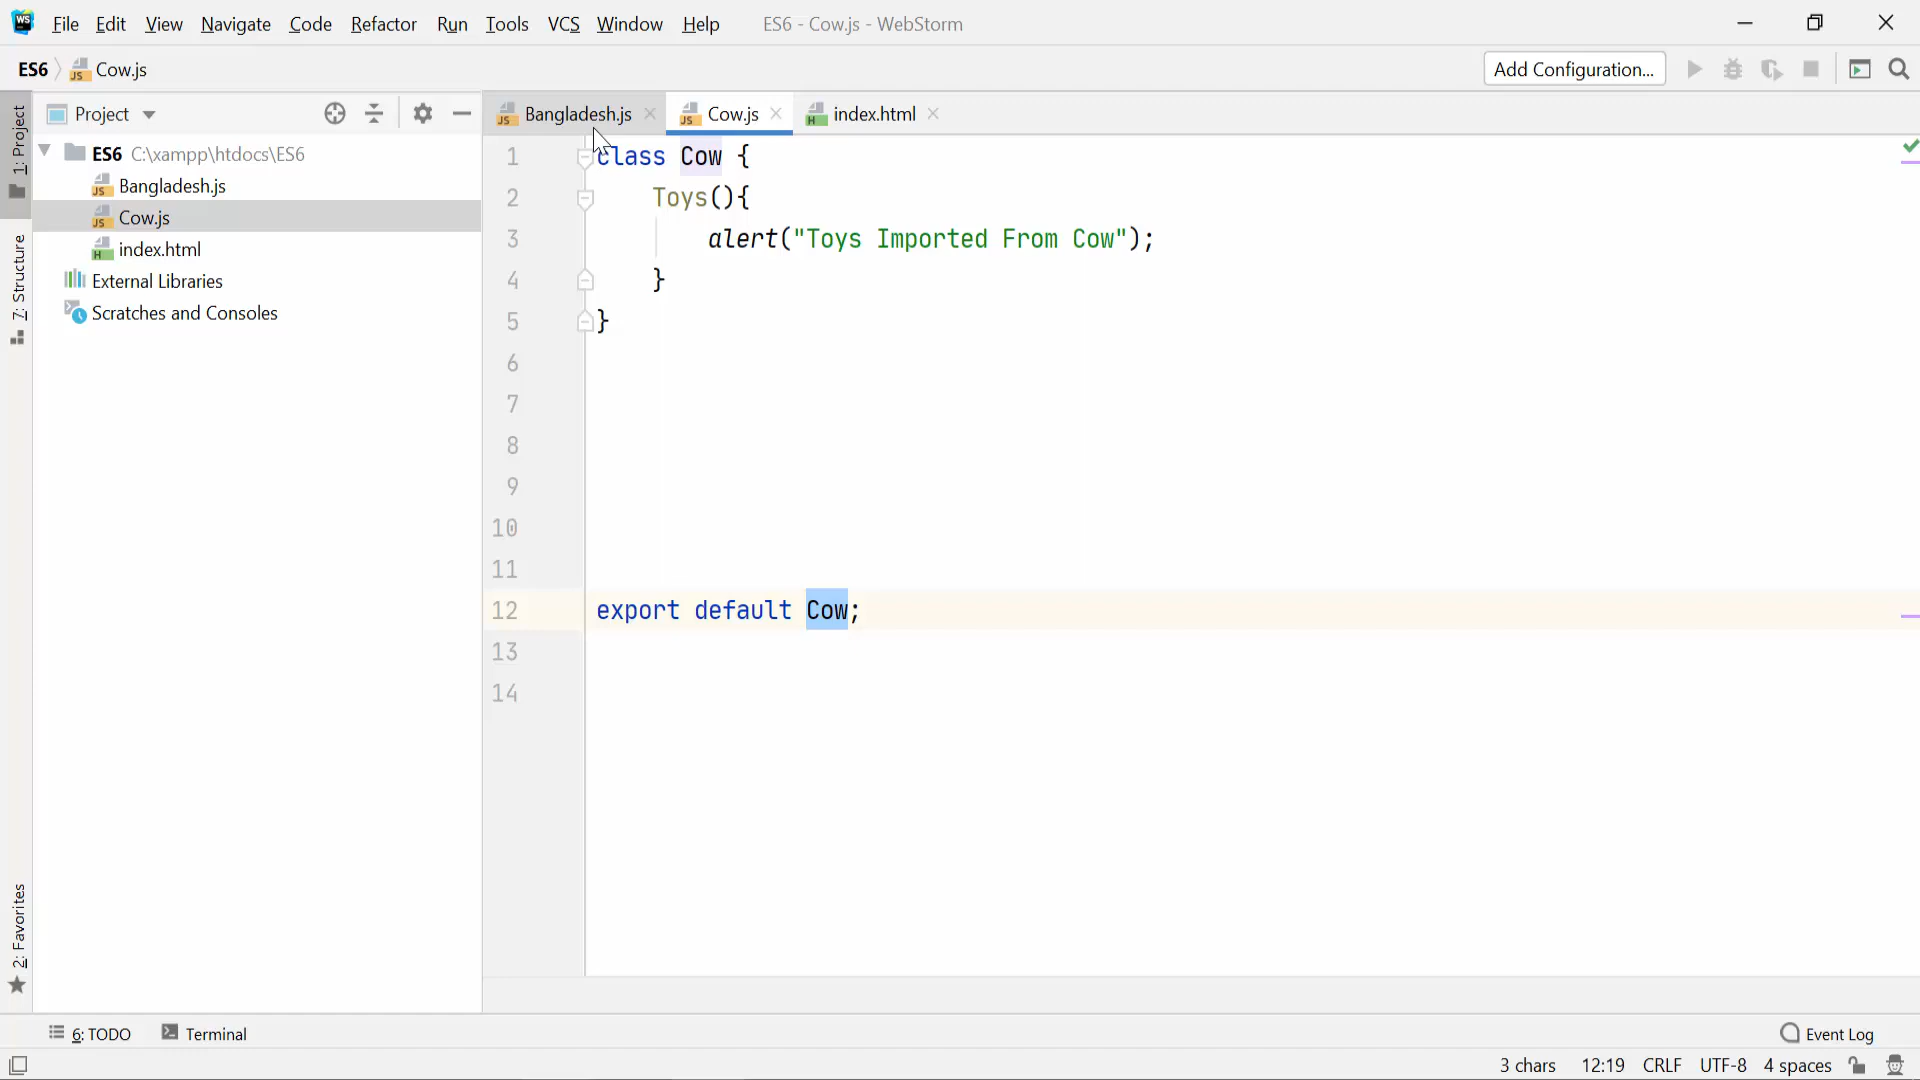 File Edit View Navigate Code Refactor Run Tools VCS Window Help ES6 - Cow.js - WebStorm
ES6 Cow.js Add Configuration...
Project
Bangladesh.js Cow.js index.html
1: Project
7: Structure
2: Favorites
ES6 C:\xampp\htdocs\ES6
Bangladesh.js
Cow.js
index.html
External Libraries
Scratches and Consoles
1 class Cow {
2 Toys(){
3 alert("Toys Imported From Cow");
4 }
5 }
6
7
8
9
10
11
12 export default Cow;
13
14
6: TODO Terminal Event Log
3 chars 12:19 CRLF UTF-8 4 spaces